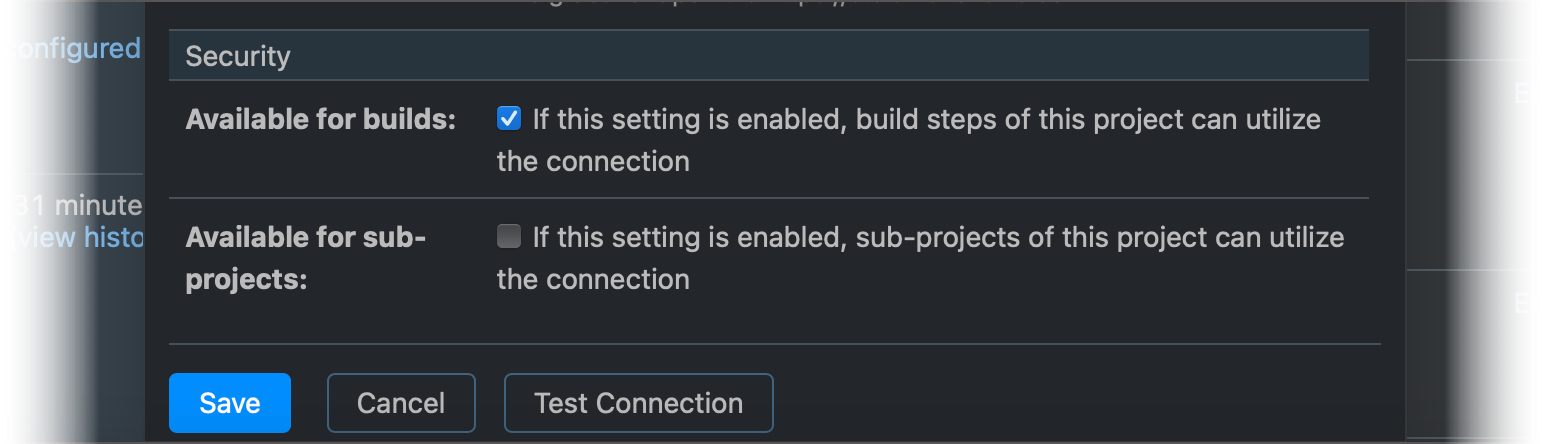 onfigured
Security
Available for builds:
If this setting is enabled, build steps of this project can utilize
the connection
31 minute
view histo
Available for sub-
projects:
If this setting is enabled, sub-projects of this project can utilize
the connection
E
E
Save
Cancel
Test Connection